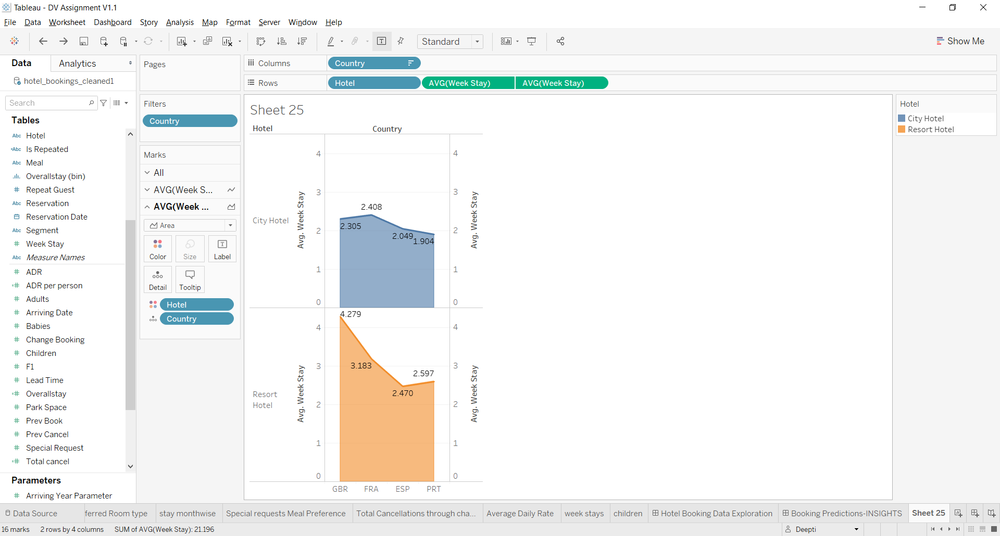 Tableau - DV Assignment V1.1
File Data Worksheet Dashboard Story Analysis Map Format Server Window Help
Standard
Show Me
Data
Analytics
hotel_bookings_cleaned1
Search
Tables
Abc Hotel
=Abc Is Repeated
Abc Meal
Overallstay (bin)
# Repeat Guest
Abc Reservation
Reservation Date
Abc Segment
# Week Stay
Abc Measure Names
# ADR
=# ADR per person
# Adults
# Arriving Date
# Babies
# Change Booking
# Children
# F1
# Lead Time
=# Overallstay
# Park Space
# Prev Book
# Prev Cancel
# Special Request
=# Total cancel
Parameters
# Arriving Year Parameter
Pages
Filters
Country
Marks
All
AVG(Week S...
AVG(Week ...
Area
Color
Size
Label
Detail
Tooltip
Hotel
Country
Columns
Country
Rows
Hotel
AVG(Week Stay)
AVG(Week Stay)
Sheet 25
Hotel
Country
City Hotel
Avg. Week Stay
4
3
2
1
0
2.305
2.408
2.049
1.904
4
3
2
1
0
Avg. Week Stay
Resort
Hotel
Avg. Week Stay
4
3
2
1
0
4.279
3.183
2.470
2.597
4
3
2
1
0
Avg. Week Stay
GBR FRA ESP PRT
Hotel
City Hotel
Resort Hotel
Data Source
ferred Room type
stay monthwise
Special requests Meal Preference
Total Cancellations through cha...
Average Daily Rate
week stays
children
Hotel Booking Data Exploration
Booking Predictions-INSIGHTS
Sheet 25
16 marks
2 rows by 4 columns
SUM of AVG(Week Stay): 21.196
Deepti